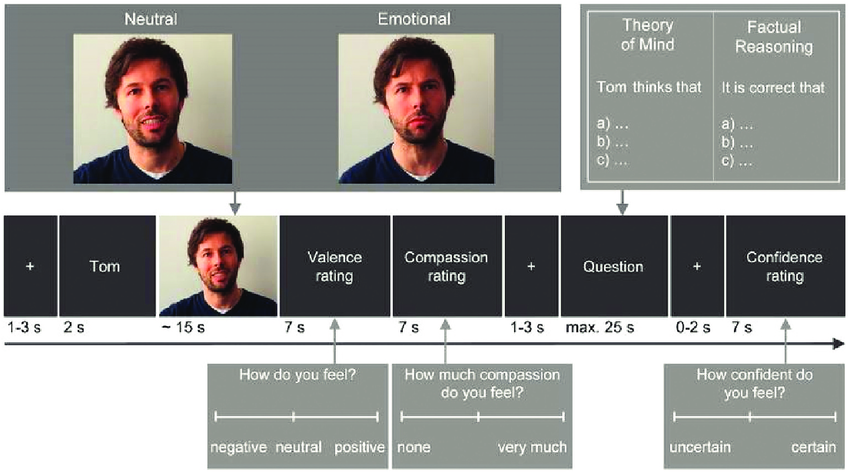 Neutral
Emotional
Theory
of Mind
Tom thinks that
a) ...
b) ...
c) ...
Factual
Reasoning
It is correct that
a) ...
b) ...
c) ...
+
Tom
Valence
rating
Compassion
rating
+
Question
+
Confidence
rating
1-3 s
2 s
~ 15 s
7 s
7 s
1-3 s
max. 25 s
0-2 s
7 s
How do you feel?
negative neutral positive
How much compassion
do you feel?
none very much
How confident do
you feel?
uncertain certain